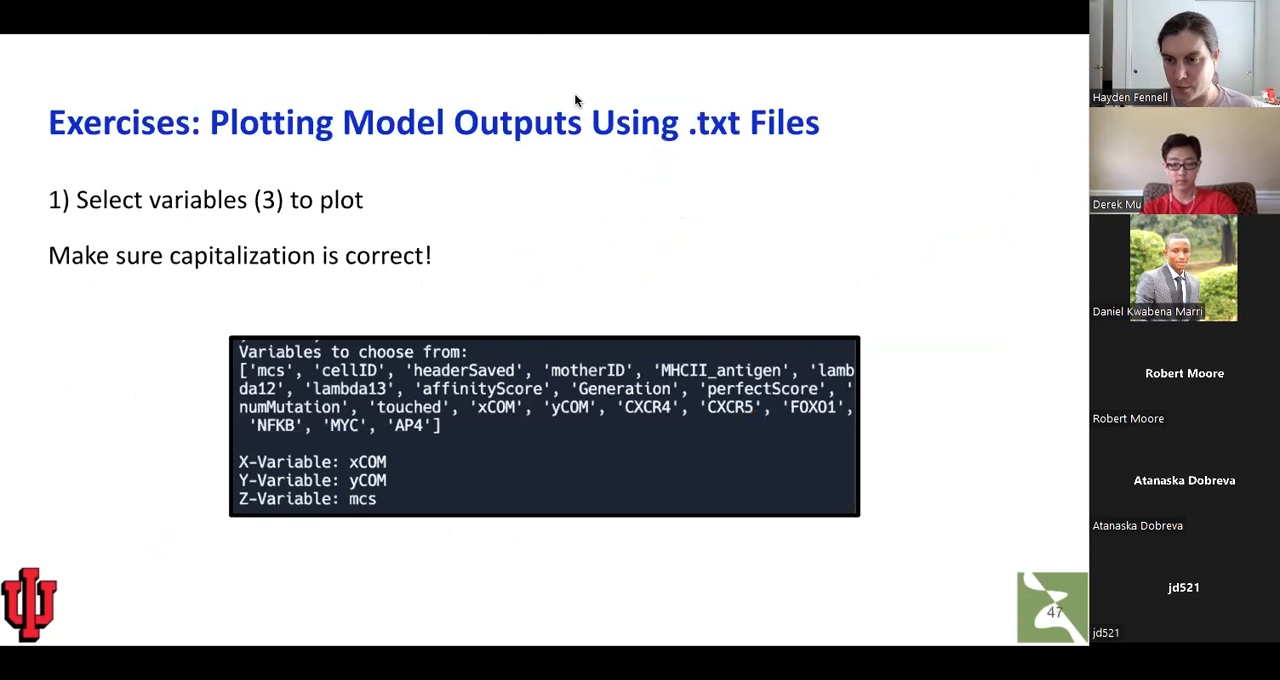 Exercises: Plotting Model Outputs Using .txt Files
1) Select variables (3) to plot
Make sure capitalization is correct!
Variables to choose from:
['mcs', 'cellID', 'headerSaved', 'motherID', 'MHCII_antigen', 'lamb
da12', 'lambda13', 'affinityScore', 'Generation', 'perfectScore', '
numMutation', 'touched', 'xCOM', 'yCOM', 'CXCR4', 'CXCR5', 'FOXO1',
'NFKB', 'MYC', 'AP4']
X-Variable: xCOM
Y-Variable: yCOM
Z-Variable: mcs
47
Hayden Fennell
Derek Mu
Daniel Kwabena Marri
Robert Moore
Robert Moore
Atanaska Dobreva
Atanaska Dobreva
jd521
jd521